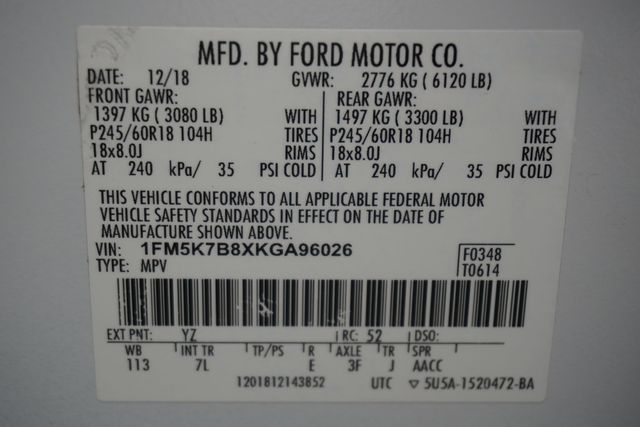 MFD. BY FORD MOTOR CO.
DATE: 12/18 GVWR: 2776 KG ( 6120 LB)
FRONT GAWR: REAR GAWR:
1397 KG ( 3080 LB) WITH 1497 KG ( 3300 LB) WITH
P245/60R18 104H TIRES P245/60R18 104H TIRES
18x8.0J RIMS 18x8.0J RIMS
AT 240 kPa/ 35 PSI COLD AT 240 kPa/ 35 PSI COLD
THIS VEHICLE CONFORMS TO ALL APPLICABLE FEDERAL MOTOR
VEHICLE SAFETY STANDARDS IN EFFECT ON THE DATE OF
MANUFACTURE SHOWN ABOVE.
VIN: 1FM5K7B8XKGA96026 F0348
TYPE: MPV T0614
EXT PNT: YZ RC: 52 DSO:
WB INT TR TP/PS R AXLE TR SPR
113 7L E 3F J AACC
1201812143852 UTC ▽ 5U5A-1520472-BA